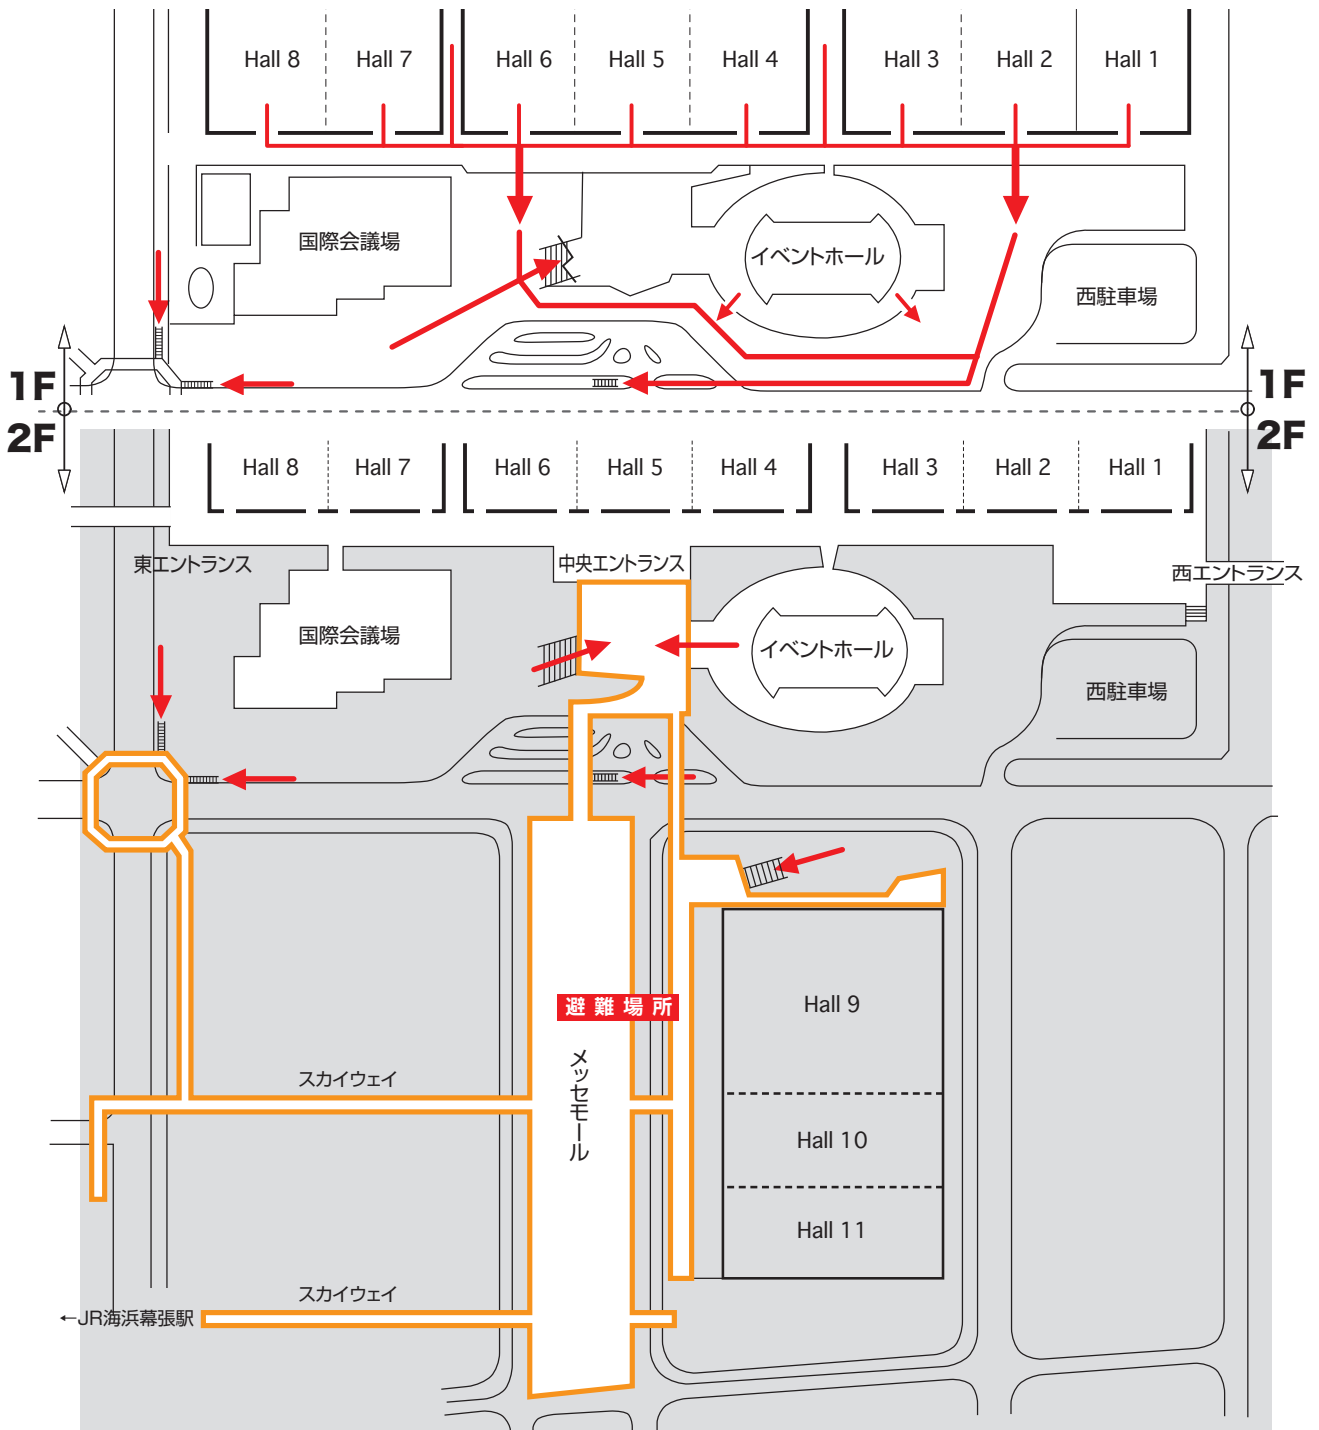 Hall 8 Hall 7 Hall 6 Hall 5 Hall 4 Hall 3 Hall 2 Hall 1
国際会議場
イベントホール
西駐車場
1F 1F
2F 2F
Hall 8 Hall 7 Hall 6 Hall 5 Hall 4 Hall 3 Hall 2 Hall 1
東エントランス
中央エントランス
西エントランス
国際会議場
イベントホール
西駐車場
Hall 9
避難場所
メッセモール
スカイウェイ
Hall 10
Hall 11
スカイウェイ
←JR海浜幕張駅